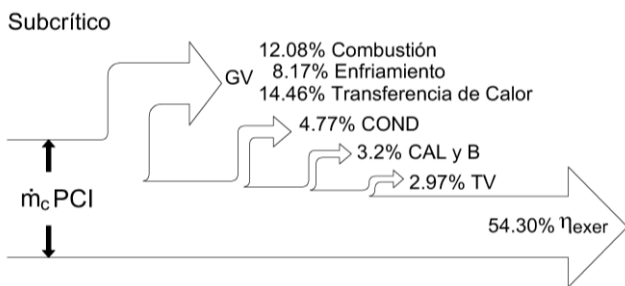 Subcrítico
12.08% Combustión
GV 8.17% Enfriamiento
14.46% Transferencia de Calor
4.77% COND
3.2% CAL y B
ṁc PCI
2.97% TV
54.30% ηexer